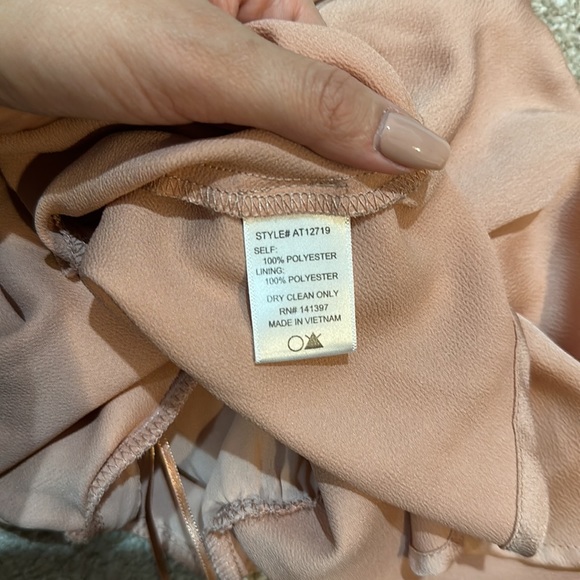 STYLE# AT12719
SELF:
100% POLYESTER
LINING:
100% POLYESTER
DRY CLEAN ONLY
RN# 141397
MADE IN VIETNAM